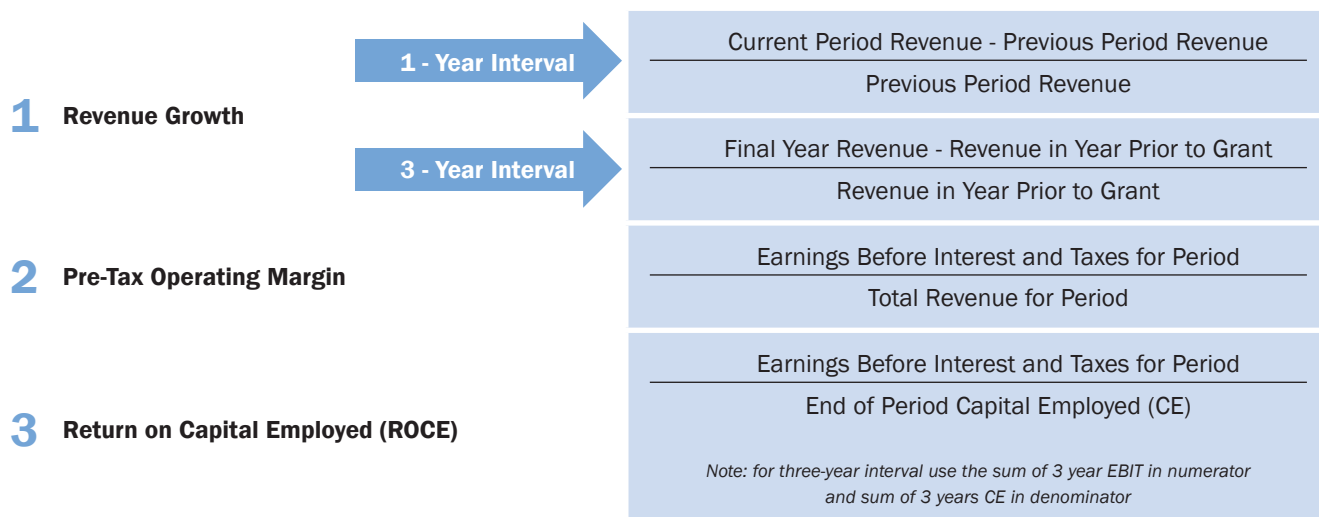 1 Revenue Growth
1 - Year Interval
Current Period Revenue - Previous Period Revenue
Previous Period Revenue
3 - Year Interval
Final Year Revenue - Revenue in Year Prior to Grant
Revenue in Year Prior to Grant
2 Pre-Tax Operating Margin
Earnings Before Interest and Taxes for Period
Total Revenue for Period
3 Return on Capital Employed (ROCE)
Earnings Before Interest and Taxes for Period
End of Period Capital Employed (CE)
Note: for three-year interval use the sum of 3 year EBIT in numerator
and sum of 3 years CE in denominator